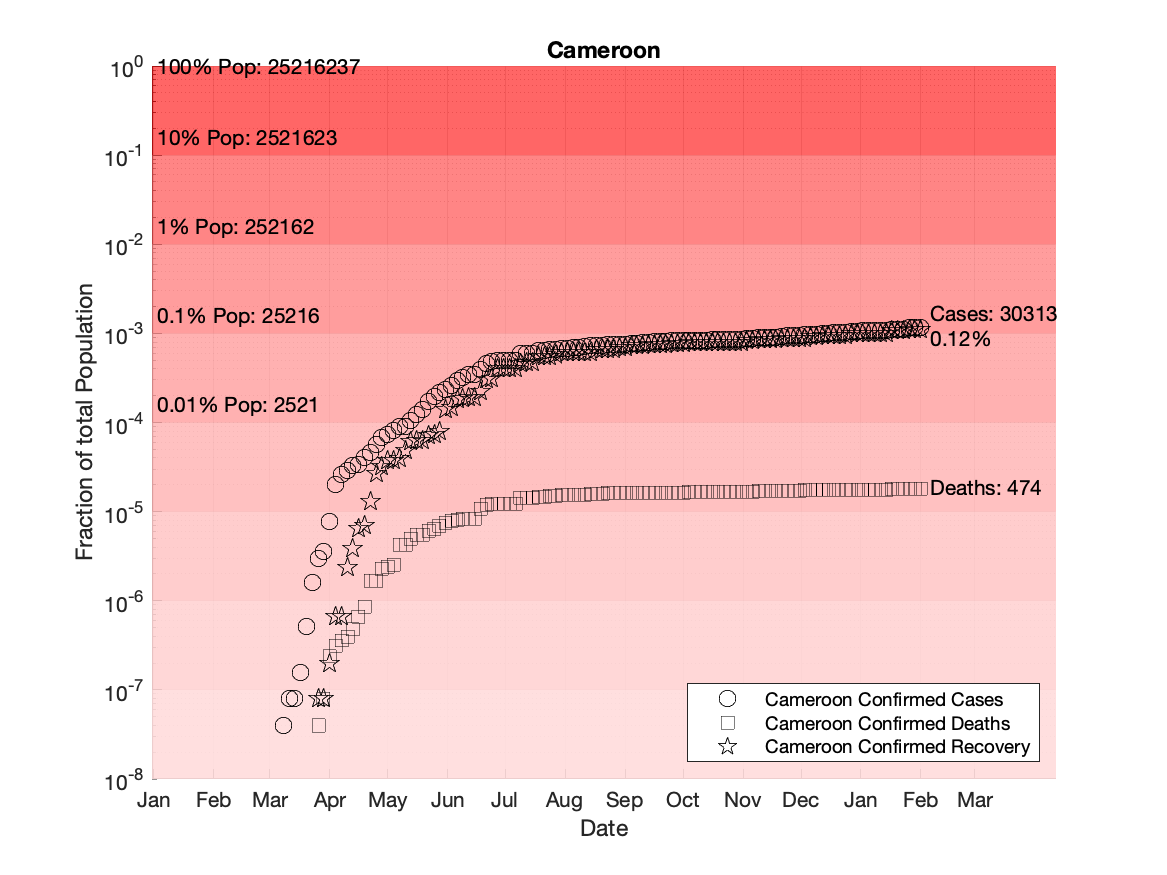 Cameroon
10^0
100% Pop: 25216237
10% Pop: 2521623
10^-1
1% Pop: 252162
10^-2
0.1% Pop: 25216
Cases: 30313
10^-3
0.12%
0.01% Pop: 2521
10^-4
Deaths: 474
10^-5
10^-6
10^-7
10^-8
Fraction of total Population
Cameroon Confirmed Cases
Cameroon Confirmed Deaths
Cameroon Confirmed Recovery
Jan Feb Mar Apr May Jun Jul Aug Sep Oct Nov Dec Jan Feb Mar
Date